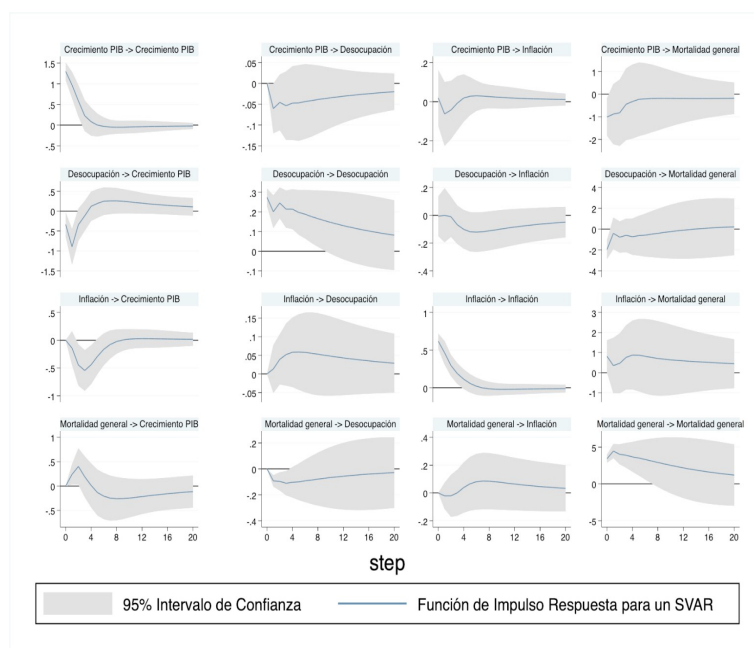 Crecimiento PIB -> Crecimiento PIB
1.5
1
.5
0
-.5
Crecimiento PIB -> Desocupación
.05
0
-.05
-.1
-.15
Crecimiento PIB -> Inflación
.2
0
-.2
Crecimiento PIB -> Mortalidad general
1
0
-1
-2
Desocupación -> Crecimiento PIB
.5
0
-.5
-1
-1.5
Desocupación -> Desocupación
.3
.2
.1
0
-.1
Desocupación -> Inflación
.2
0
-.2
-.4
Desocupación -> Mortalidad general
4
2
0
-2
-4
Inflación -> Crecimiento PIB
.5
0
-.5
-1
Inflación -> Desocupación
.15
.1
.05
0
-.05
Inflación -> Inflación
1
.5
0
Inflación -> Mortalidad general
3
2
1
0
-1
Mortalidad general -> Crecimiento PIB
1
.5
0
-.5
0 4 8 12 16 20
Mortalidad general -> Desocupación
.2
0
-.2
-.4
0 4 8 12 16 20
Mortalidad general -> Inflación
.4
.2
0
-.2
0 4 8 12 16 20
Mortalidad general -> Mortalidad general
5
0
-5
0 4 8 12 16 20
step
95% Intervalo de Confianza
Función de Impulso Respuesta para un SVAR